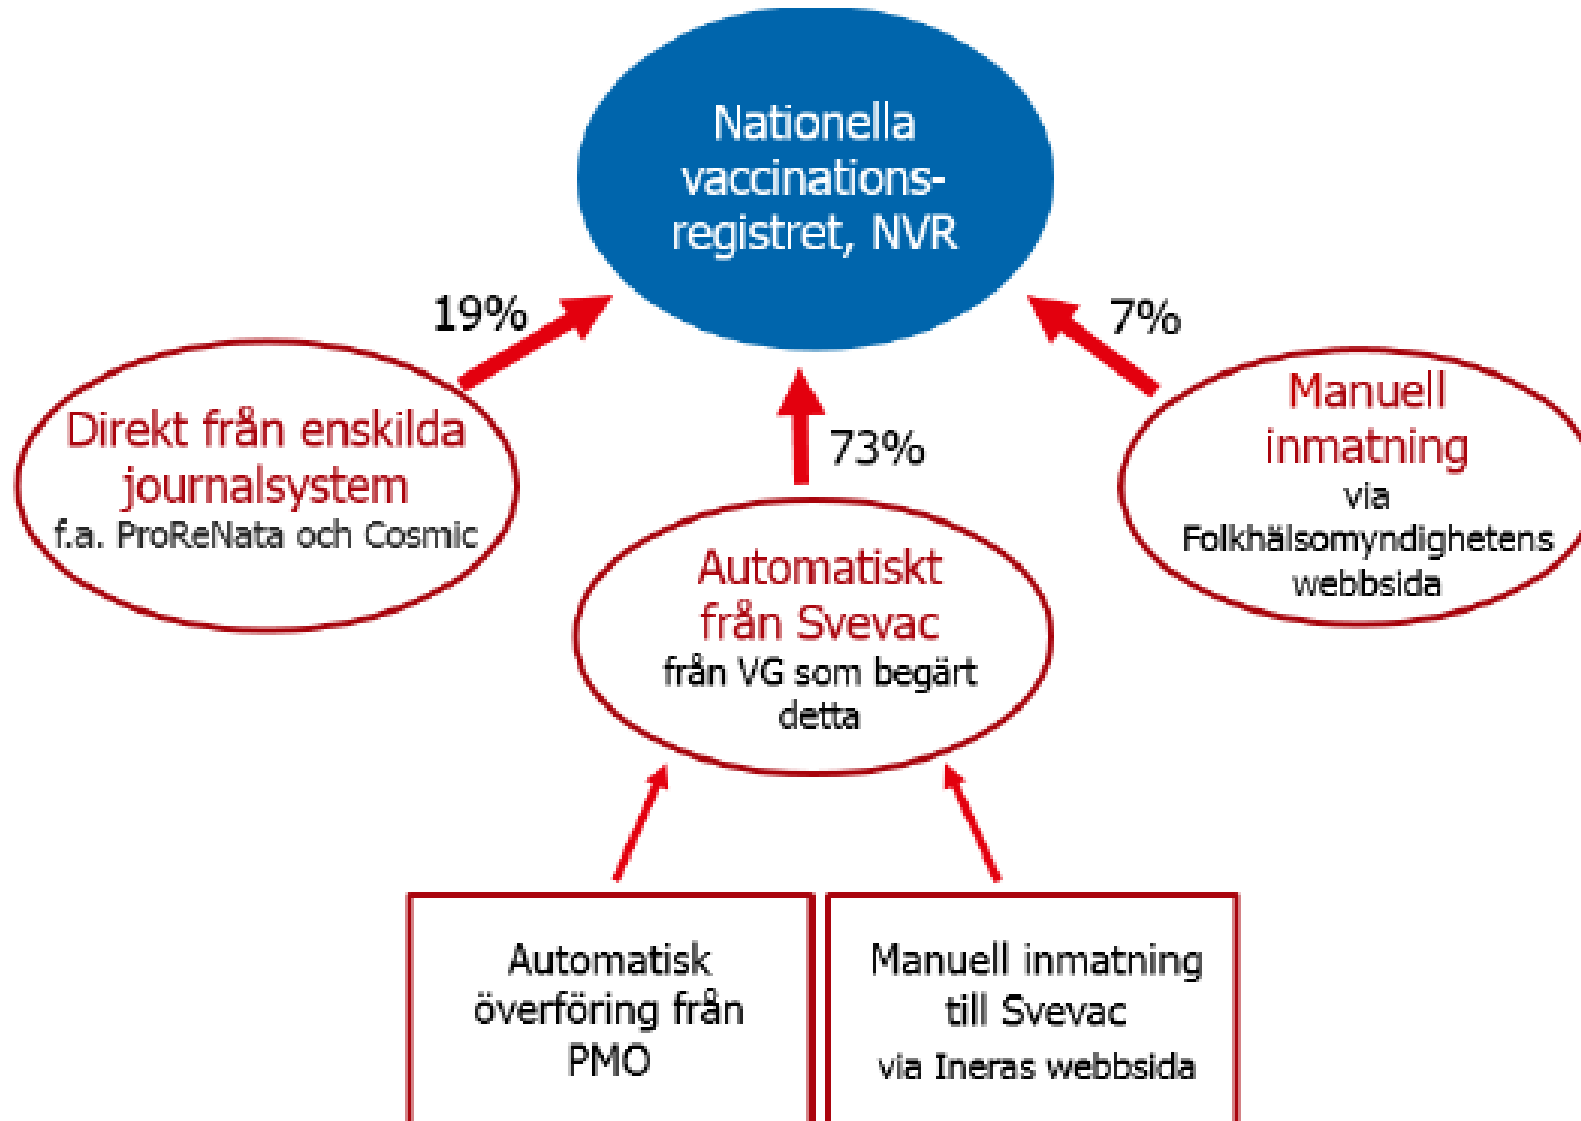 Nationella
vaccinations-
registret, NVR
19%
7%
73%
Direkt från enskilda
journalsystem
f.a. ProReNata och Cosmic
Manuell
inmatning
via
Folkhälsomyndighetens
webbsida
Automatiskt
från Svevac
från VG som begärt
detta
Automatisk
överföring från
PMO
Manuell inmatning
till Svevac
via Ineras webbsida